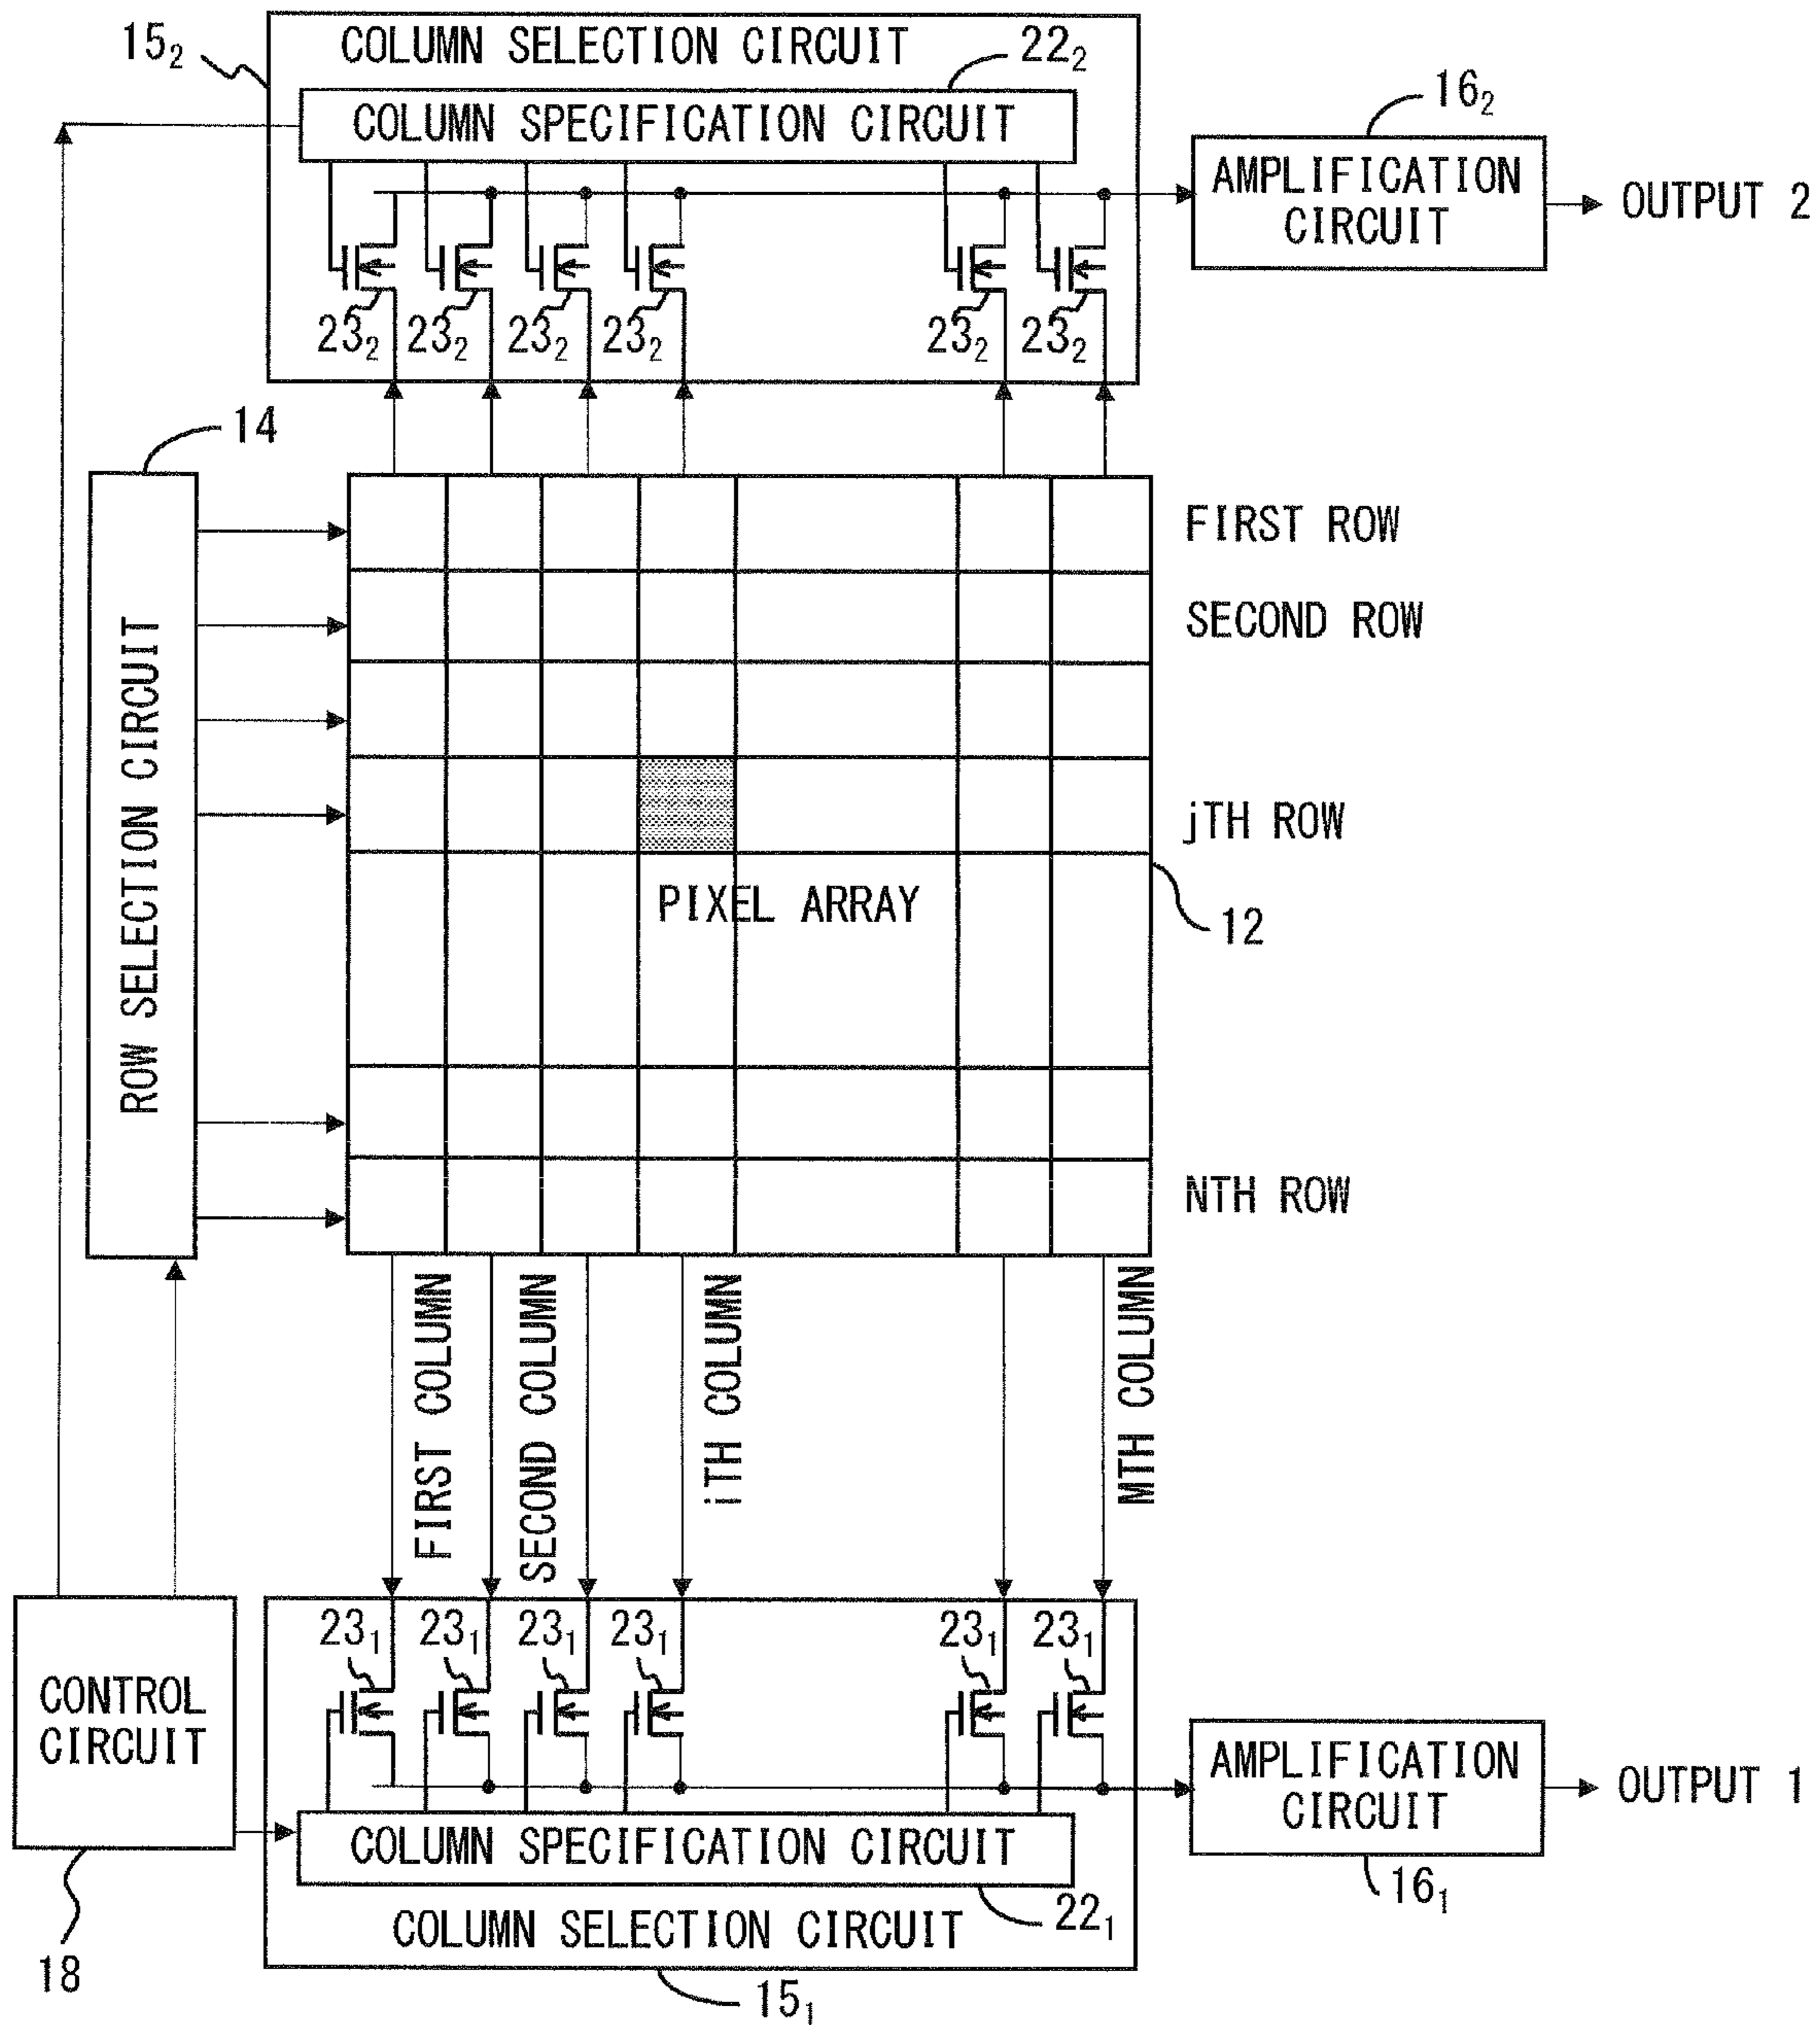 15₂
COLUMN SELECTION CIRCUIT
22₂
COLUMN SPECIFICATION CIRCUIT
16₂
AMPLIFICATION
CIRCUIT
OUTPUT 2
23₂ 23₂ 23₂ 23₂ 23₂ 23₂
14
ROW SELECTION CIRCUIT
FIRST ROW
SECOND ROW
jTH ROW
PIXEL ARRAY
12
NTH ROW
FIRST COLUMN
SECOND COLUMN
iTH COLUMN
MTH COLUMN
23₁ 23₁ 23₁ 23₁ 23₁ 23₁
CONTROL
CIRCUIT
18
AMPLIFICATION
CIRCUIT
OUTPUT 1
16₁
COLUMN SPECIFICATION CIRCUIT
22₁
COLUMN SELECTION CIRCUIT
15₁